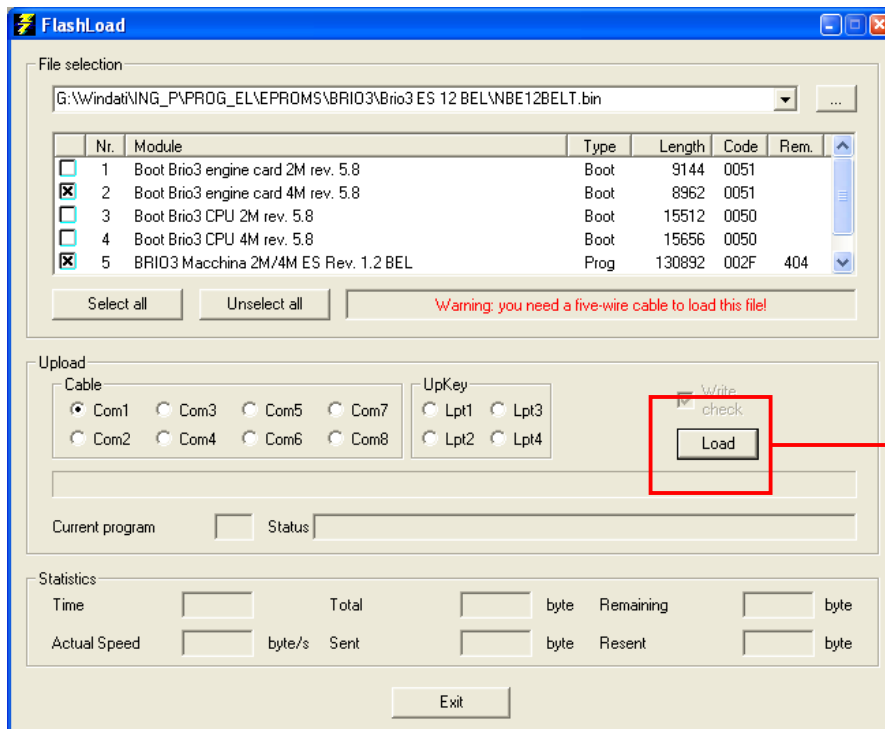 FlashLoad
File selection
G:\Windati\ING_P\PROG_EL\EPROMS\BRIO3\Brio3 ES 12 BEL\NBE12BELT.bin
...
Nr. Module Type Length Code Rem.
1 Boot Brio3 engine card 2M rev. 5.8 Boot 9144 0051
2 Boot Brio3 engine card 4M rev. 5.8 Boot 8962 0051
3 Boot Brio3 CPU 2M rev. 5.8 Boot 15512 0050
4 Boot Brio3 CPU 4M rev. 5.8 Boot 15656 0050
5 BRIO3 Macchina 2M/4M ES Rev. 1.2 BEL Prog 130892 002F 404
Select all Unselect all Warning: you need a five-wire cable to load this file!
Upload
Cable UpKey
Write
check
Com1 Com3 Com5 Com7 Lpt1 Lpt3
Com2 Com4 Com6 Com8 Lpt2 Lpt4
Load
Current program Status
Statistics
Time Total byte Remaining byte
Actual Speed byte/s Sent byte Resent byte
Exit